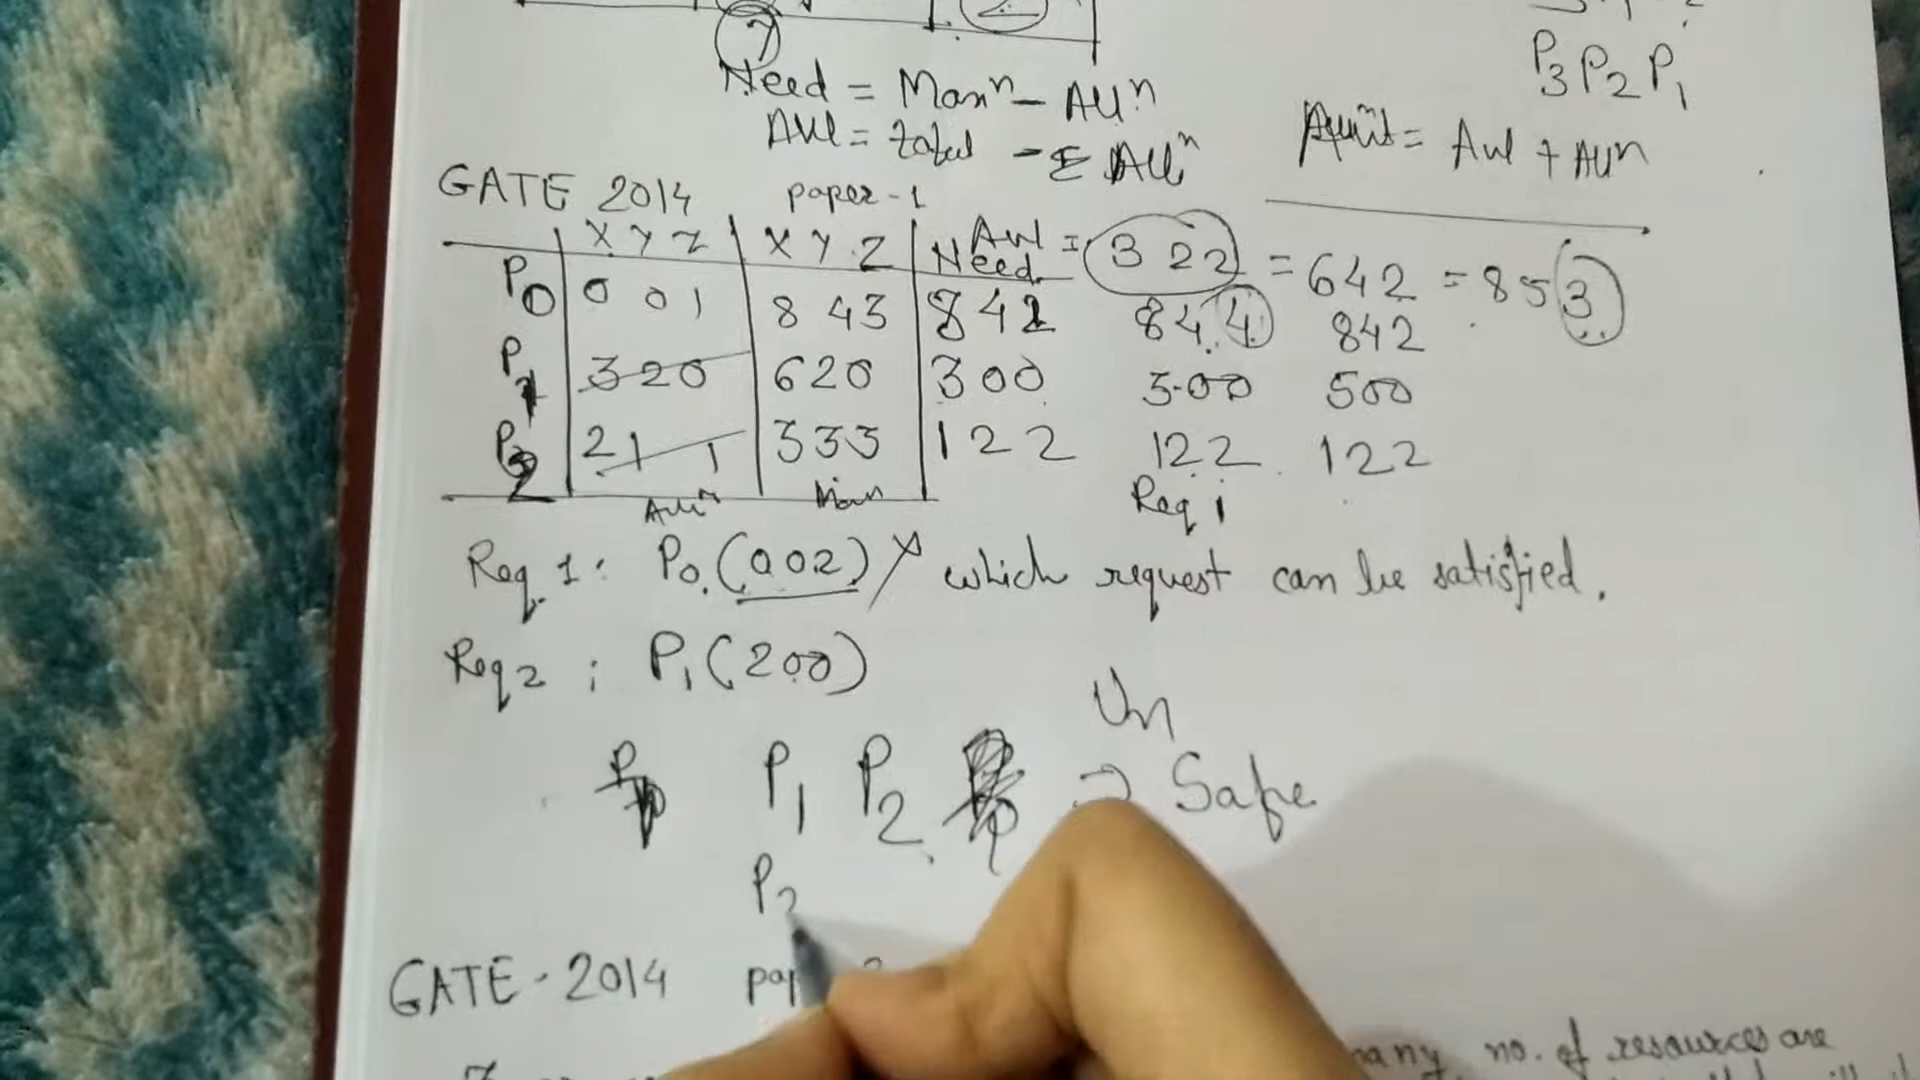 7 2
P3 P2 P1
Need = Maxn - Alln
Avl = total - Σ Alln
= Avl + Alln
GATE 2014 paper-1
X Y Z X Y Z Need Avl = 3 2 2 = 6 4 2 = 8 5 3
P0 0 0 1 8 4 3 8 4 2 8 4 4 8 4 2
P1 3 2 0 6 2 0 3 0 0 3 0 0 5 0 0
P2 2 1 1 3 3 3 1 2 2 1 2 2 1 2 2
Alln Maxn Req 1
Req 1: P0 (0 0 2) X which request can be satisfied.
Req 2 : P1 (2 0 0)
Un
P1 P2 → Safe
P2
GATE - 2014
no. of resources are